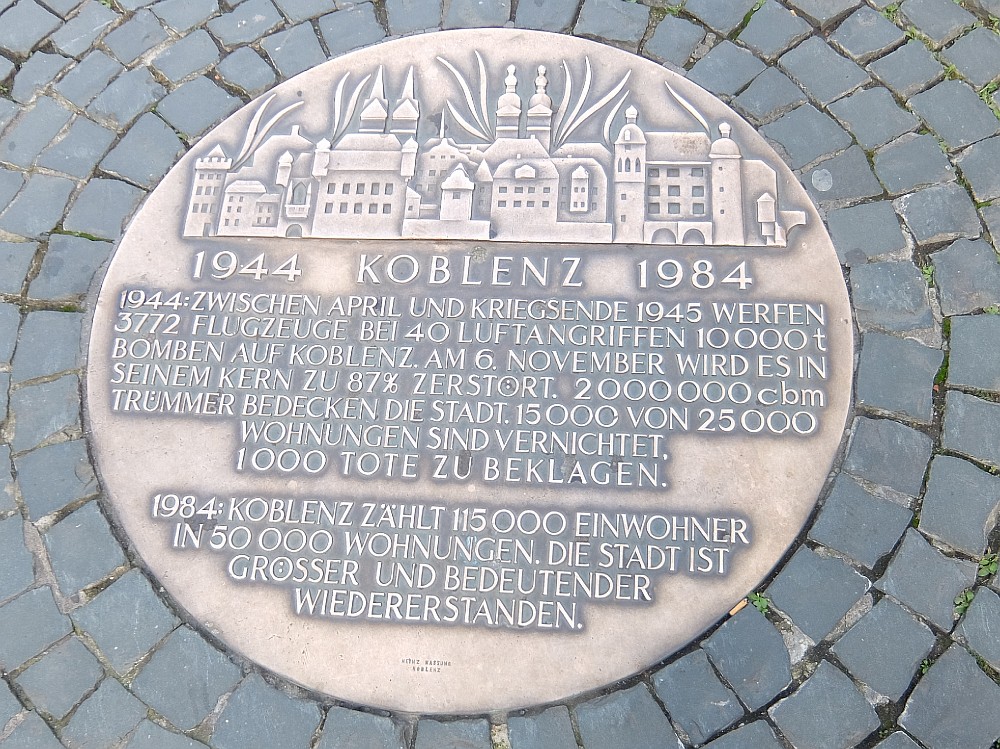 1944 KOBLENZ 1984
1944: ZWISCHEN APRIL UND KRIEGSENDE 1945 WERFEN
3772 FLUGZEUGE BEI 40 LUFTANGRIFFEN 10000 t
BOMBEN AUF KOBLENZ. AM 6. NOVEMBER WIRD ES IN
SEINEM KERN ZU 87% ZERSTÖRT. 2000000 cbm
TRÜMMER BEDECKEN DIE STADT. 15000 VON 25000
WOHNUNGEN SIND VERNICHTET,
1000 TOTE ZU BEKLAGEN.
1984: KOBLENZ ZÄHLT 115000 EINWOHNER
IN 50000 WOHNUNGEN. DIE STADT IST
GRÖSSER UND BEDEUTENDER
WIEDERERSTANDEN.
HEINZ HARTUNG
KOBLENZ